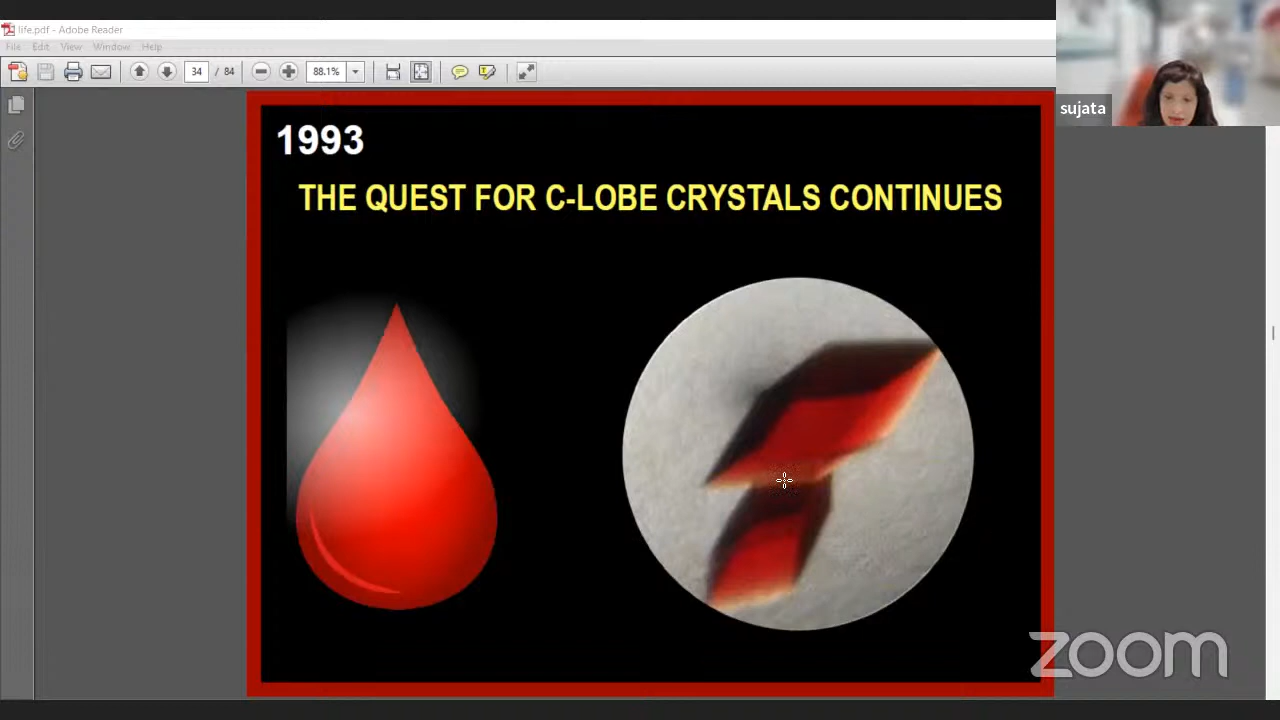 life.pdf - Adobe Reader
File Edit View Window Help
34 / 84 88.1%
sujata
1993
THE QUEST FOR C-LOBE CRYSTALS CONTINUES
zoom